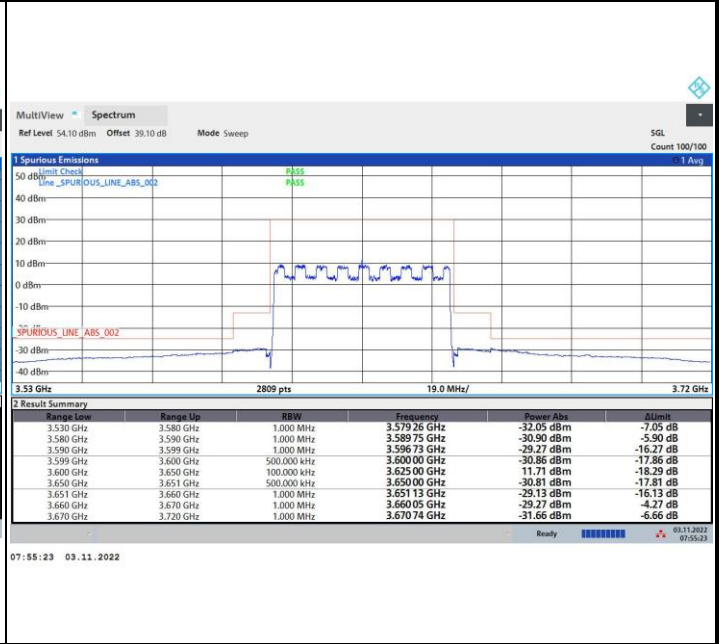 MultiView Spectrum
Ref Level 54.10 dBm Offset 39.10 dB Mode Sweep SGL
Count 100/100
1 Spurious Emissions 1 Avg
50 dBm Limit Check PASS
Line _SPURIOUS_LINE_ABS_002 PASS
40 dBm
30 dBm
20 dBm
10 dBm
0 dBm
-10 dBm
_SPURIOUS_LINE_ABS_002
-30 dBm
-40 dBm
3.53 GHz 2809 pts 19.0 MHz/ 3.72 GHz
2 Result Summary
Range Low Range Up RBW Frequency Power Abs ΔLimit
3.530 GHz 3.580 GHz 1.000 MHz 3.579 26 GHz -32.05 dBm -7.05 dB
3.580 GHz 3.590 GHz 1.000 MHz 3.589 75 GHz -30.90 dBm -5.90 dB
3.590 GHz 3.599 GHz 1.000 MHz 3.596 73 GHz -29.27 dBm -16.27 dB
3.599 GHz 3.600 GHz 500.000 kHz 3.600 00 GHz -30.86 dBm -17.86 dB
3.600 GHz 3.650 GHz 100.000 kHz 3.625 00 GHz 11.71 dBm -18.29 dB
3.650 GHz 3.651 GHz 500.000 kHz 3.650 00 GHz -30.81 dBm -17.81 dB
3.651 GHz 3.660 GHz 1.000 MHz 3.651 13 GHz -29.13 dBm -16.13 dB
3.660 GHz 3.670 GHz 1.000 MHz 3.660 05 GHz -29.27 dBm -4.27 dB
3.670 GHz 3.720 GHz 1.000 MHz 3.670 74 GHz -31.66 dBm -6.66 dB
Ready 03.11.2022
07:55:23
07:55:23 03.11.2022